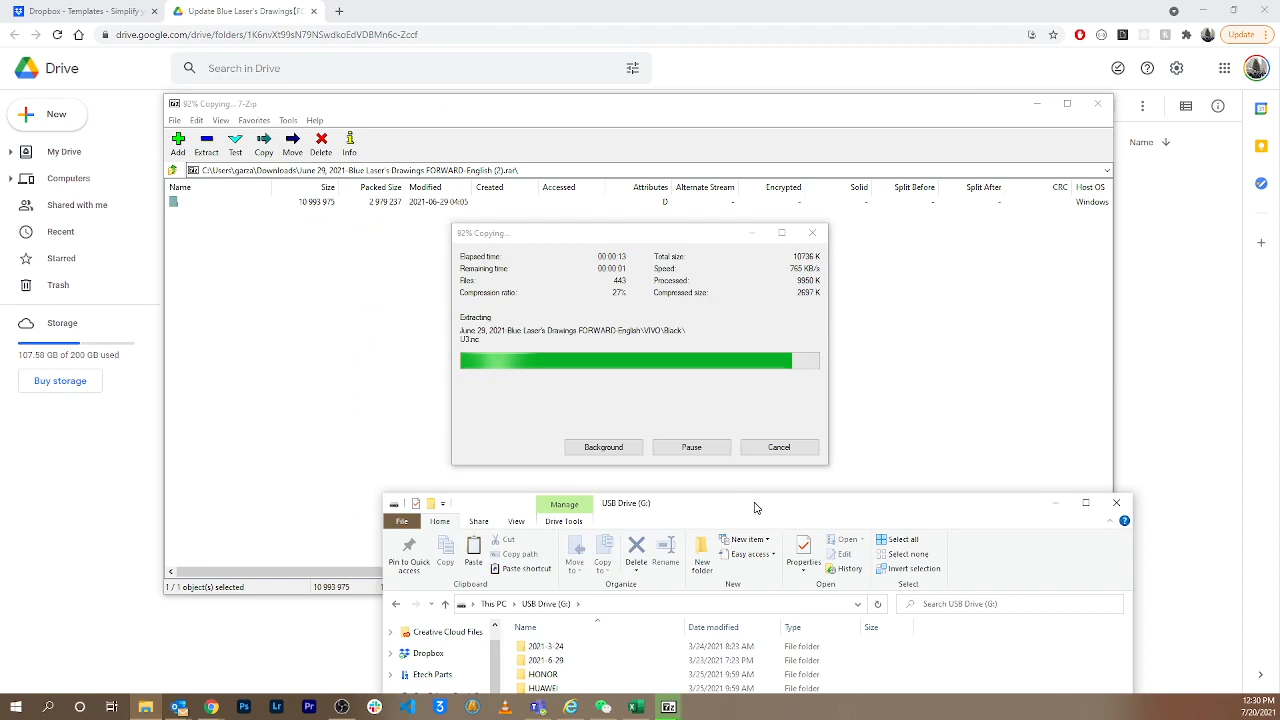 Dropbox - Templates - Simplify y
Update Blue Laser's Drawings[FO
drive.google.com/drive/folders/1K6nvXt99sN79NSwdkoEdVDBMn6c-Zccf
Update
Drive
Search in Drive
New
My Drive
Computers
Shared with me
Recent
Starred
Trash
Storage
107.58 GB of 200 GB used
Buy storage
Name
92% Copying... 7-Zip
File Edit View Favorites Tools Help
Add Extract Test Copy Move Delete Info
C:\Users\garza\Downloads\June 29, 2021-Blue Laser's Drawings FORWARD-English (2).rar\
Name Size Packed Size Modified Created Accessed Attributes Alternate Stream Encrypted Solid Split Before Split After CRC Host OS
10 993 975 2 979 237 2021-06-29 04:05 D - - - - - Windows
92% Copying...
Elapsed time: 00:00:13 Total size: 10736 K
Remaining time: 00:00:01 Speed: 765 KB/s
Files: 443 Processed: 9950 K
Compression ratio: 27% Compressed size: 2697 K
Extracting
June 29, 2021-Blue Laser's Drawings FORWARD-English\VIVO\Black\
U3.nc
Background Pause Cancel
1 / 1 object(s) selected 10 993 975
Manage USB Drive (G:)
File Home Share View Drive Tools
Pin to Quick access
Copy
Paste
Cut
Copy path
Paste shortcut
Move to
Copy to
Delete
Rename
New folder
New item
Easy access
Properties
Open
Edit
History
Select all
Select none
Invert selection
Clipboard Organize New Open Select
This PC > USB Drive (G:) >
Search USB Drive (G:)
Creative Cloud Files
Dropbox
Etech Parts
Name Date modified Type Size
2021-3-24 3/24/2021 8:23 AM File folder
2021-6-29 3/23/2021 7:23 PM File folder
HONOR 3/25/2021 9:59 AM File folder
HUAWEI 3/25/2021 9:59 AM File folder
12:30 PM
7/20/2021